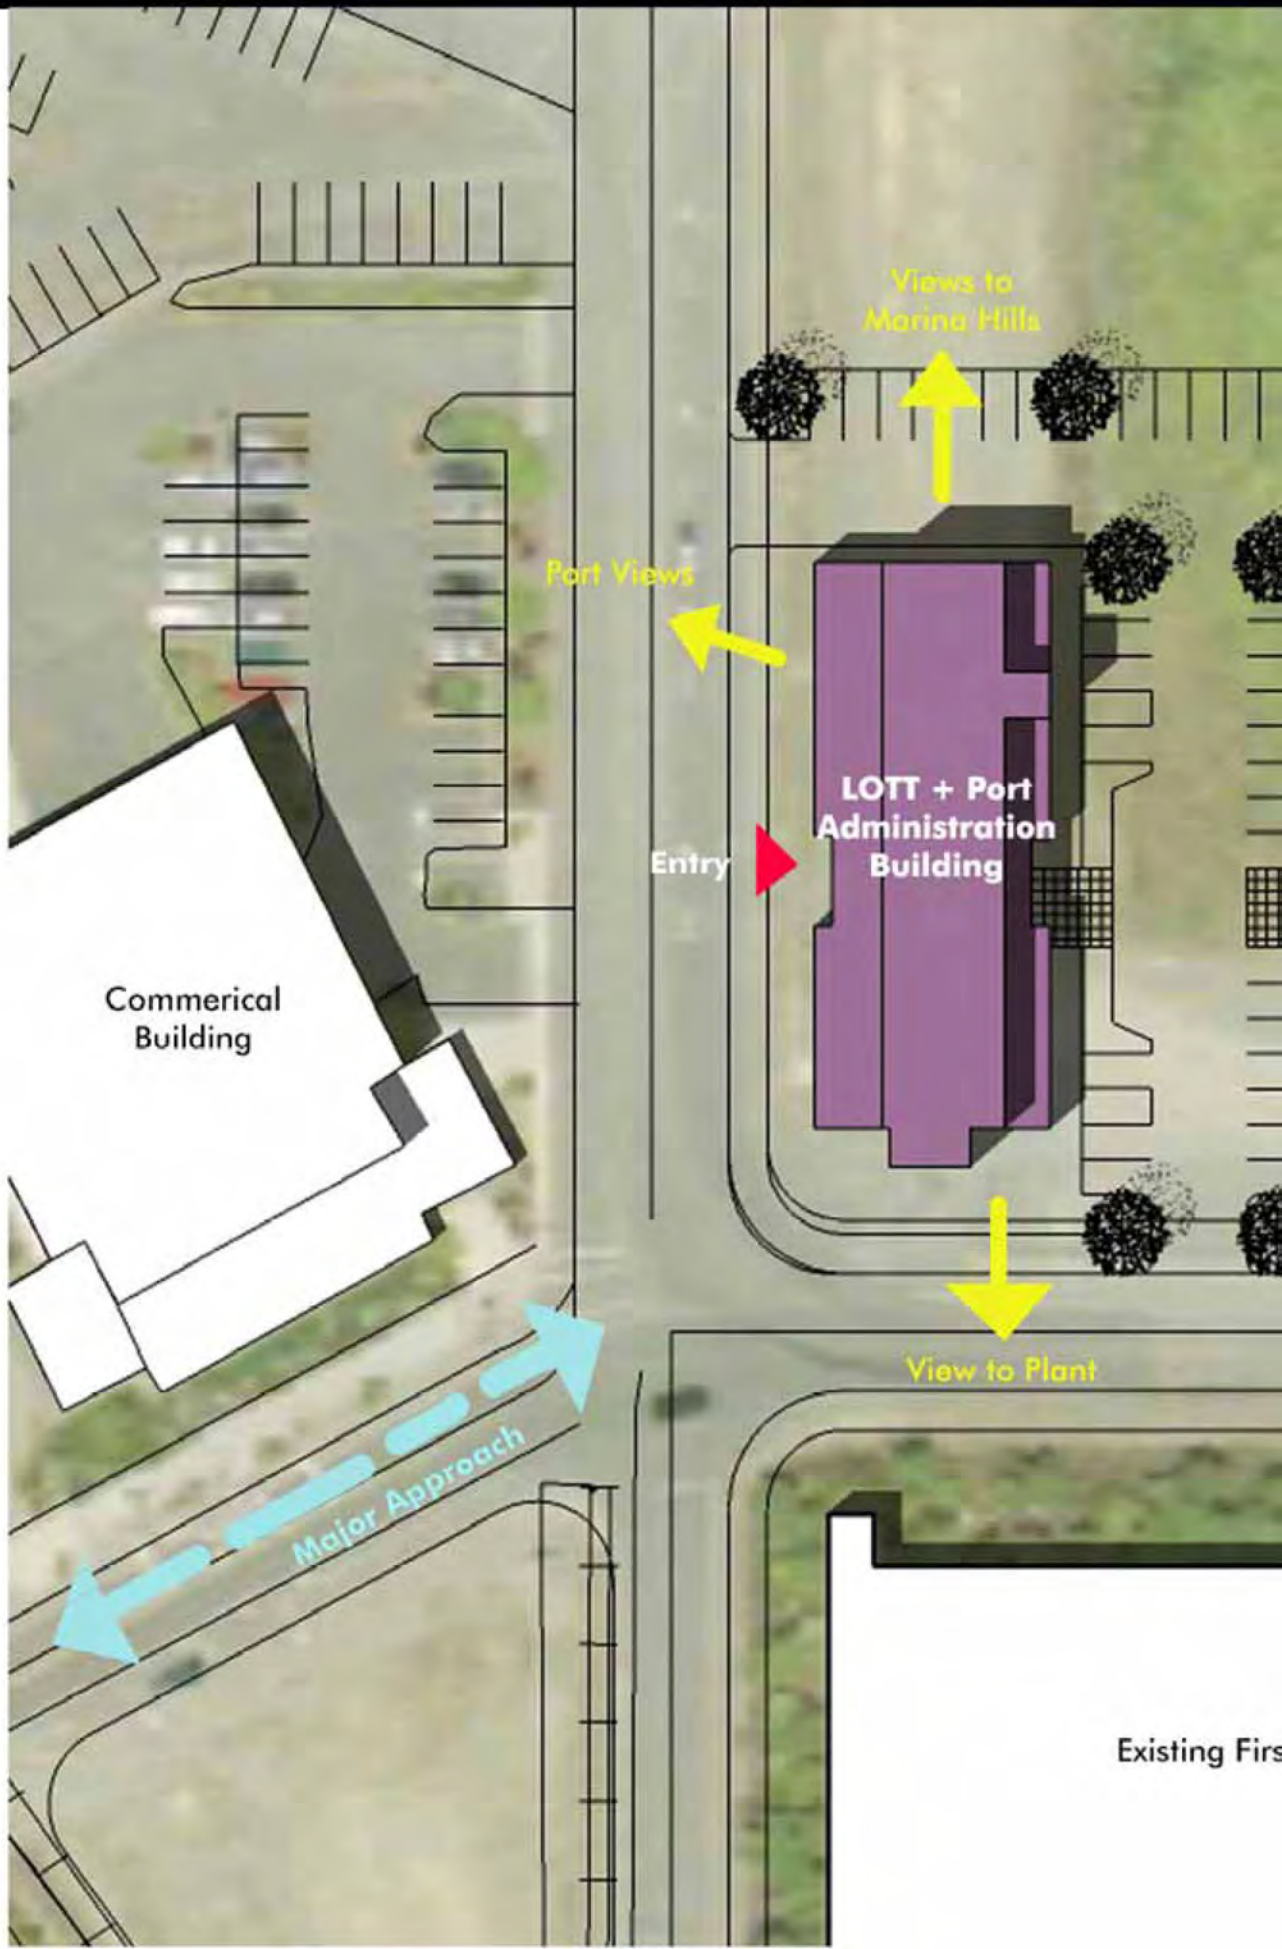 Views to
Marina Hills
Port Views
LOTT + Port
Administration
Building
Entry
Commerical
Building
View to Plant
Major Approach
Existing Firs